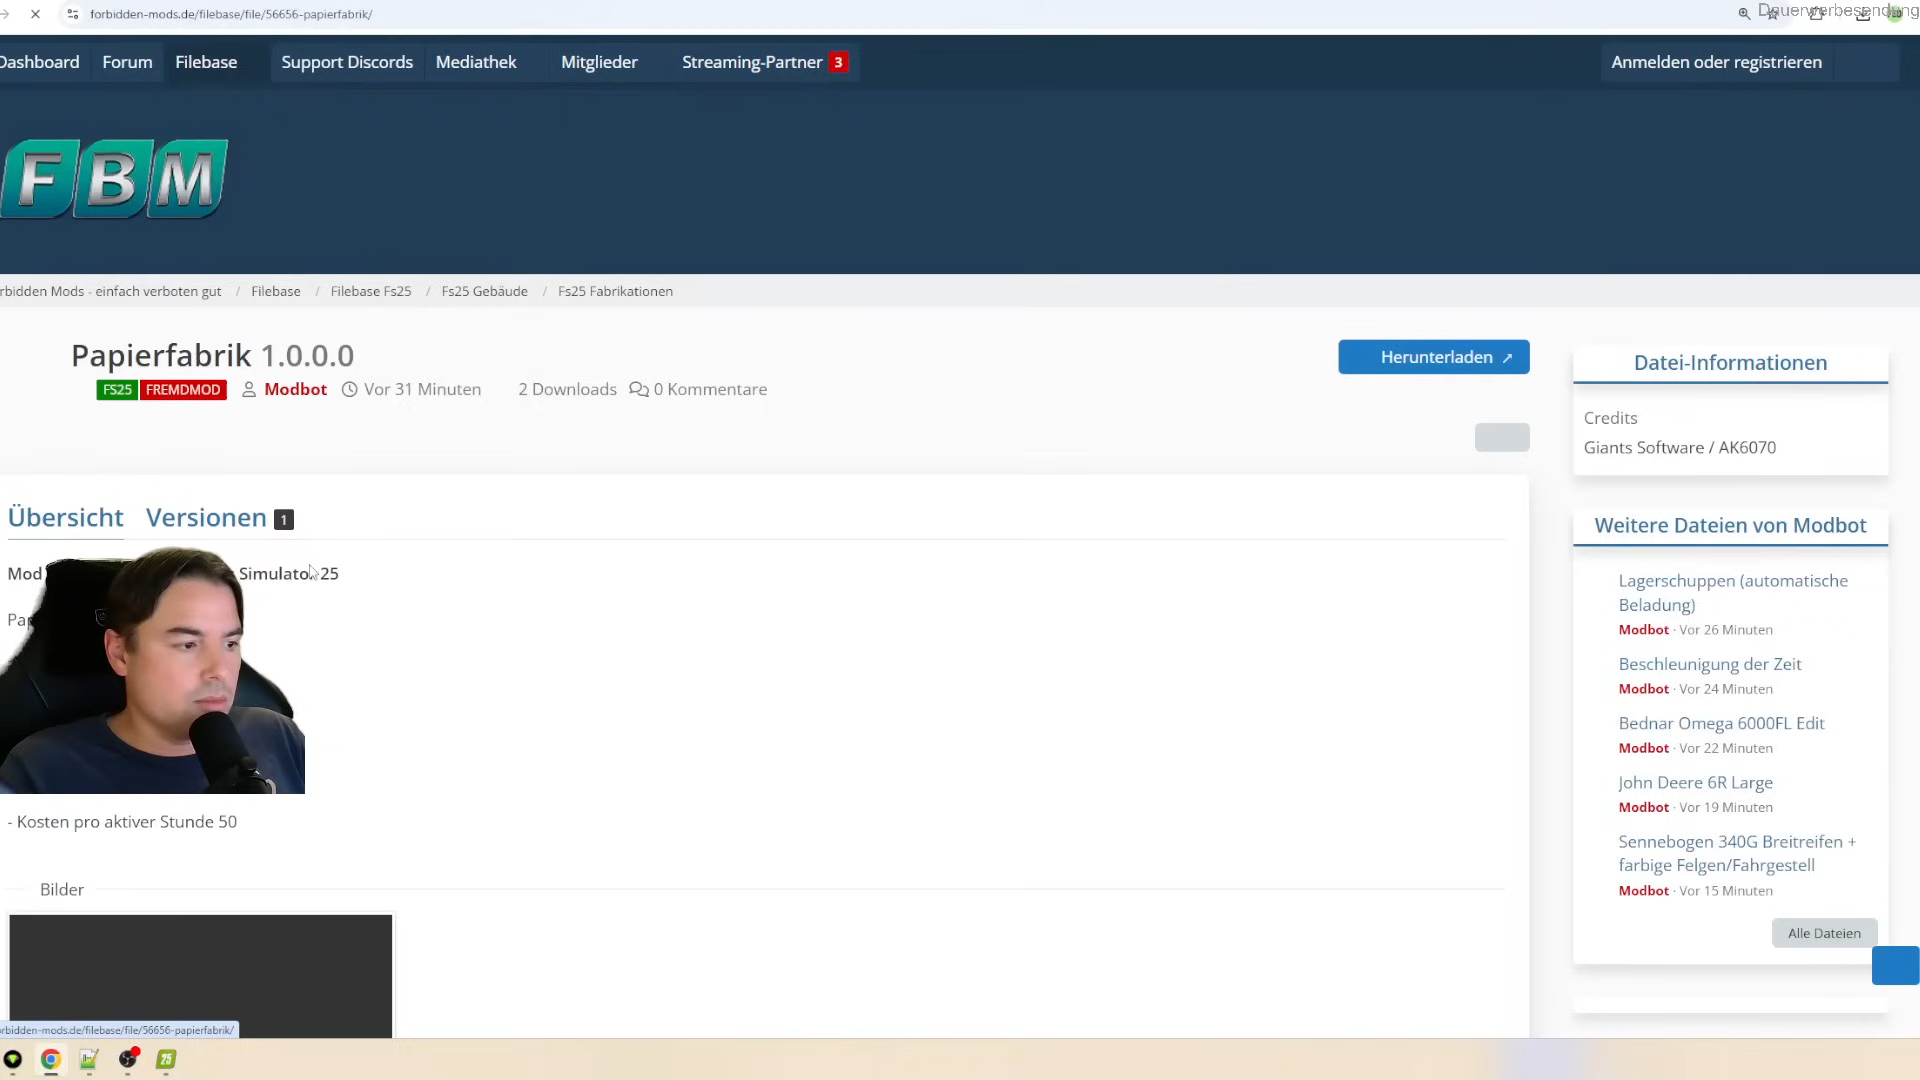 forbidden-mods.de/filebase/file/56656-papierfabrik/
Dauerwerbesendung
Dashboard Forum Filebase Support Discords Mediathek Mitglieder Streaming-Partner 3 Anmelden oder registrieren
FBM
rbidden Mods - einfach verboten gut / Filebase / Filebase Fs25 / Fs25 Gebäude / Fs25 Fabrikationen
Papierfabrik 1.0.0.0
Herunterladen
FS25 FREMDMOD Modbot Vor 31 Minuten 2 Downloads 0 Kommentare
Datei-Informationen
Credits
Giants Software / AK6070
Übersicht Versionen 1
Mod Simulator 25
Pa
- Kosten pro aktiver Stunde 50
Bilder
Weitere Dateien von Modbot
Lagerschuppen (automatische
Beladung)
Modbot · Vor 26 Minuten
Beschleunigung der Zeit
Modbot · Vor 24 Minuten
Bednar Omega 6000FL Edit
Modbot · Vor 22 Minuten
John Deere 6R Large
Modbot · Vor 19 Minuten
Sennebogen 340G Breitreifen +
farbige Felgen/Fahrgestell
Modbot · Vor 15 Minuten
Alle Dateien
orbidden-mods.de/filebase/file/56656-papierfabrik/
25